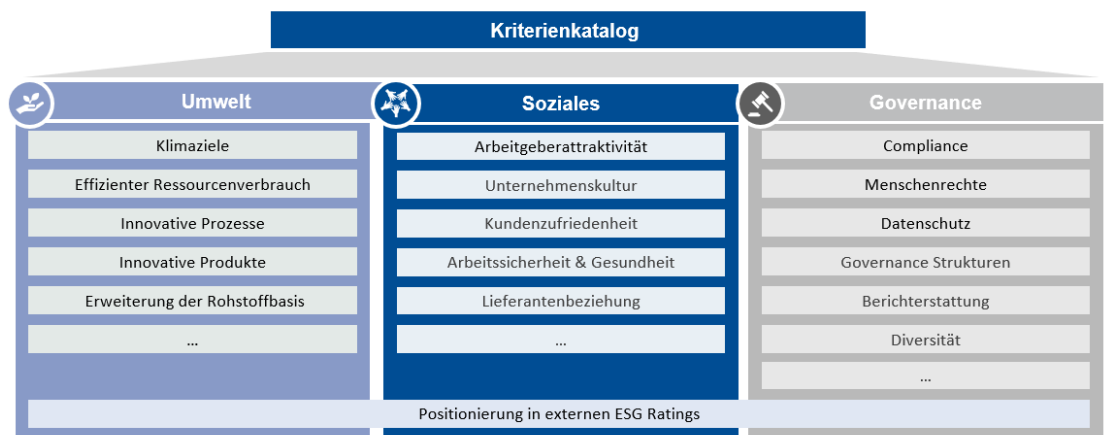 Kriterienkatalog
Umwelt
Klimaziele
Effizienter Ressourcenverbrauch
Innovative Prozesse
Innovative Produkte
Erweiterung der Rohstoffbasis
...
Soziales
Arbeitgeberattraktivität
Unternehmenskultur
Kundenzufriedenheit
Arbeitssicherheit & Gesundheit
Lieferantenbeziehung
...
Governance
Compliance
Menschenrechte
Datenschutz
Governance Strukturen
Berichterstattung
Diversität
...
Positionierung in externen ESG Ratings